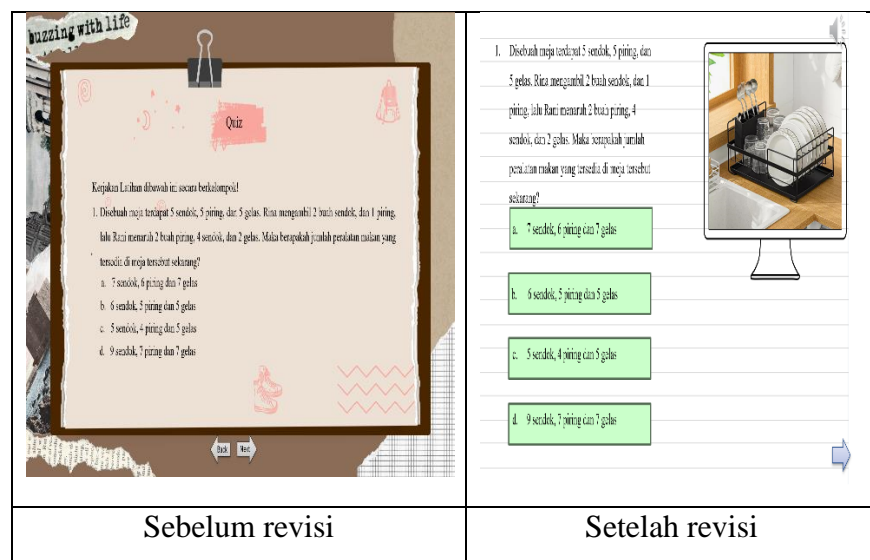 buzzing with life
Quiz
Kerjakan Latihan dibawah ini secara berkelompok!
1. Disebuah meja terdapat 5 sendok, 5 piring, dan 5 gelas. Rina mengambil 2 buah sendok, dan 1 piring,
lalu Rani menaruh 2 buah piring, 4 sendok, dan 2 gelas. Maka berapakah jumlah peralatan makan yang
tersedia di meja tersebut sekarang?
a. 7 sendok, 6 piring dan 7 gelas
b. 6 sendok, 5 piring dan 5 gelas
c. 5 sendok, 4 piring dan 5 gelas
d. 9 sendok, 7 piring dan 7 gelas
Back Next
1. Disebuah meja terdapat 5 sendok, 5 piring, dan
5 gelas. Rina mengambil 2 buah sendok, dan 1
piring, lalu Rani menaruh 2 buah piring, 4
sendok, dan 2 gelas. Maka berapakah jumlah
peralatan makan yang tersedia di meja tersebut
sekarang?
a. 7 sendok, 6 piring dan 7 gelas
b. 6 sendok, 5 piring dan 5 gelas
c. 5 sendok, 4 piring dan 5 gelas
d. 9 sendok, 7 piring dan 7 gelas
Sebelum revisi
Setelah revisi